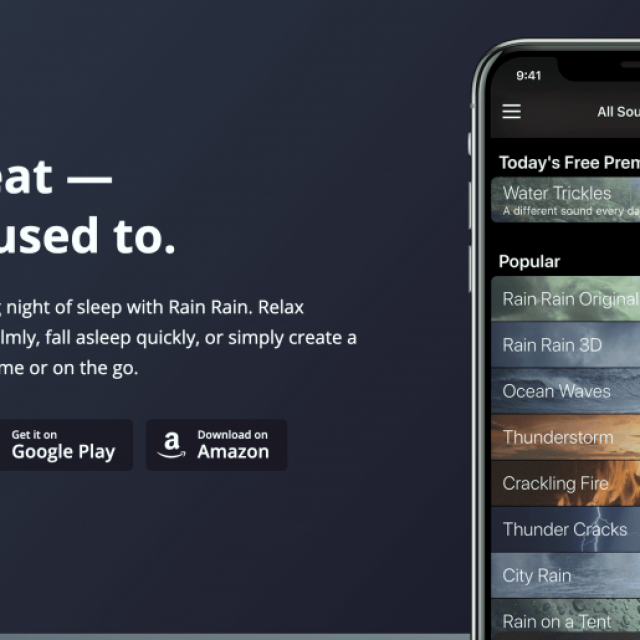 eat —
used to.
night of sleep with Rain Rain. Relax
lmly, fall asleep quickly, or simply create a
me or on the go.
Get it on
Google Play
a
Download on
Amazon
9:41
All Sou
Today's Free Prem
Water Trickles
A different sound every da
Popular
Rain Rain Original
Rain Rain 3D
Ocean Waves
Thunderstorm
Crackling Fire
Thunder Cracks
City Rain
Rain on a Tent